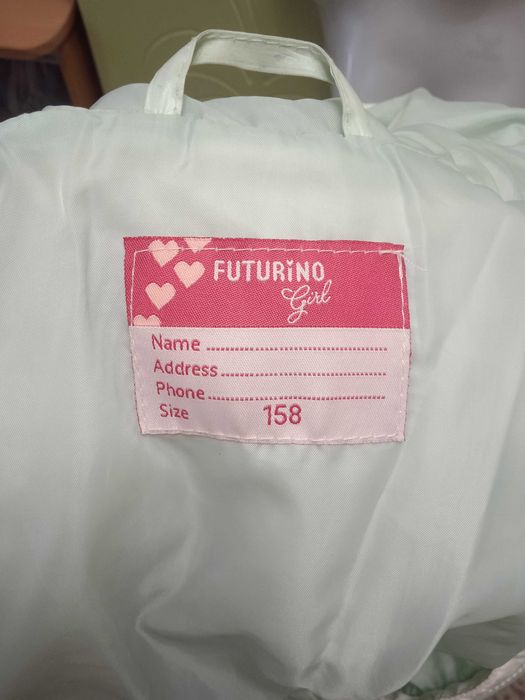 FUTURiNO
Girl
Name ........................................
Address ........................................
Phone ........................................
Size 158